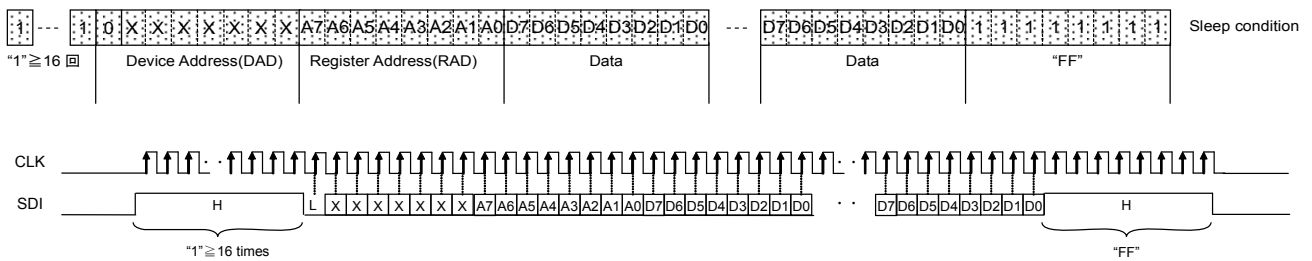 1 --- 1 0 X X X X X X X A7 A6 A5 A4 A3 A2 A1 A0 D7 D6 D5 D4 D3 D2 D1 D0 --- D7 D6 D5 D4 D3 D2 D1 D0 1 1 1 1 1 1 1 1 Sleep condition
“1”≧16 回 Device Address(DAD) Register Address(RAD) Data Data “FF”
CLK
SDI H L X X X X X X X A7 A6 A5 A4 A3 A2 A1 A0 D7 D6 D5 D4 D3 D2 D1 D0 · · D7 D6 D5 D4 D3 D2 D1 D0 H
“1”≧16 times “FF”